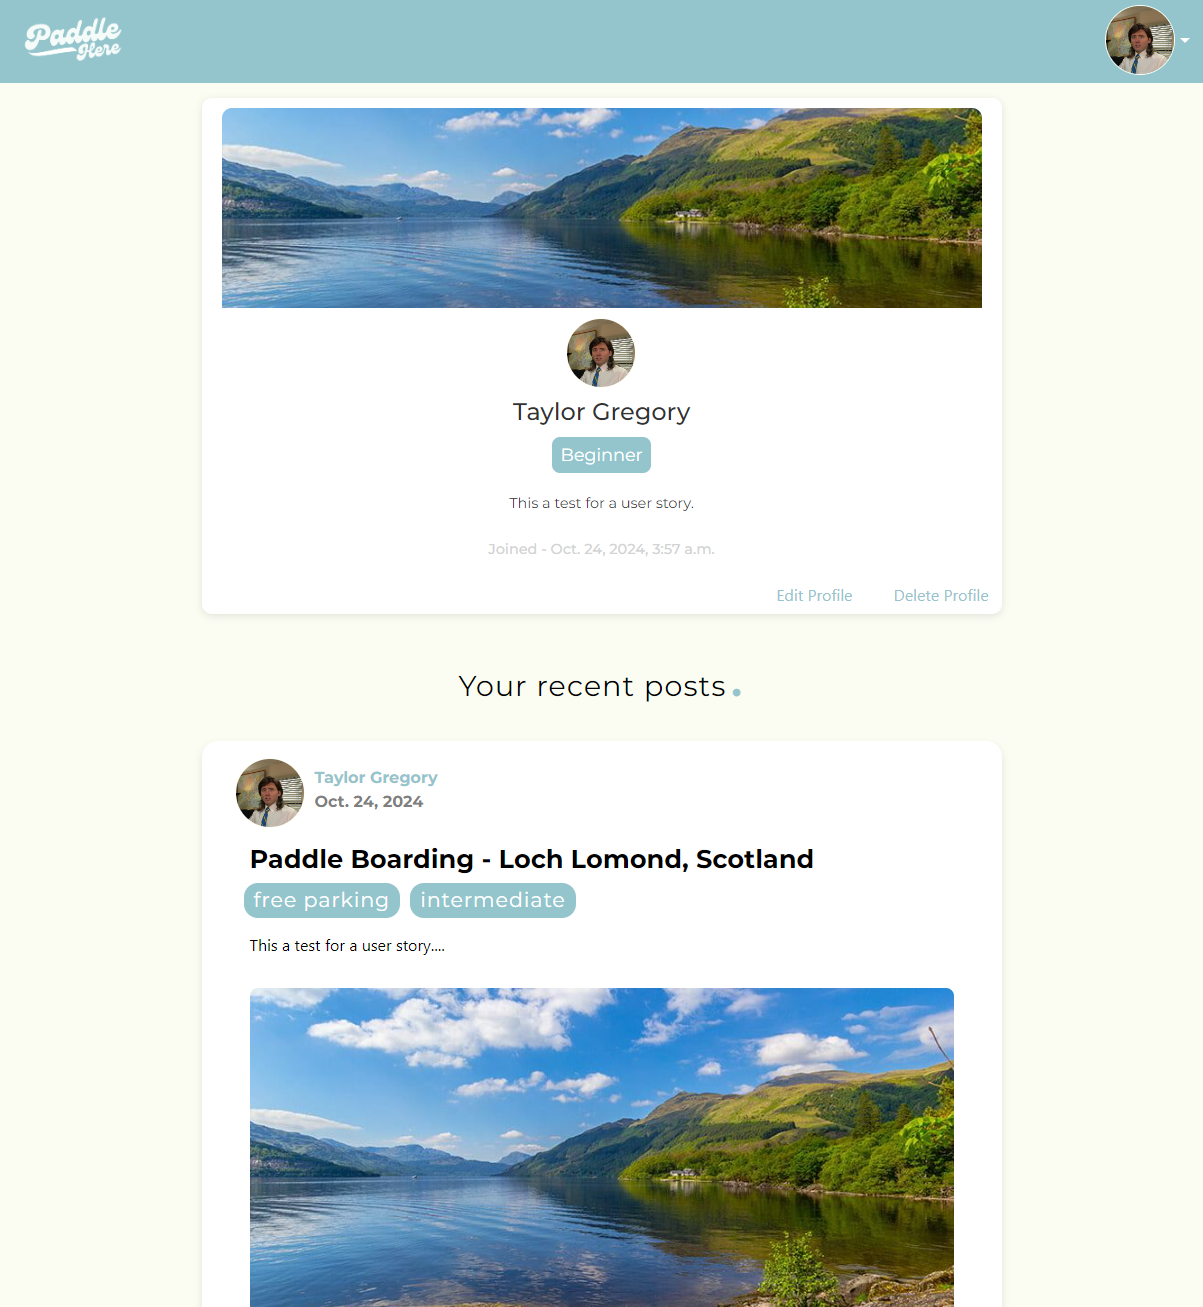 Paddle
Here
Taylor Gregory
Beginner
This a test for a user story.
Joined - Oct. 24, 2024, 3:57 a.m.
Edit Profile Delete Profile
Your recent posts.
Taylor Gregory
Oct. 24, 2024
Paddle Boarding - Loch Lomond, Scotland
free parking intermediate
This a test for a user story....